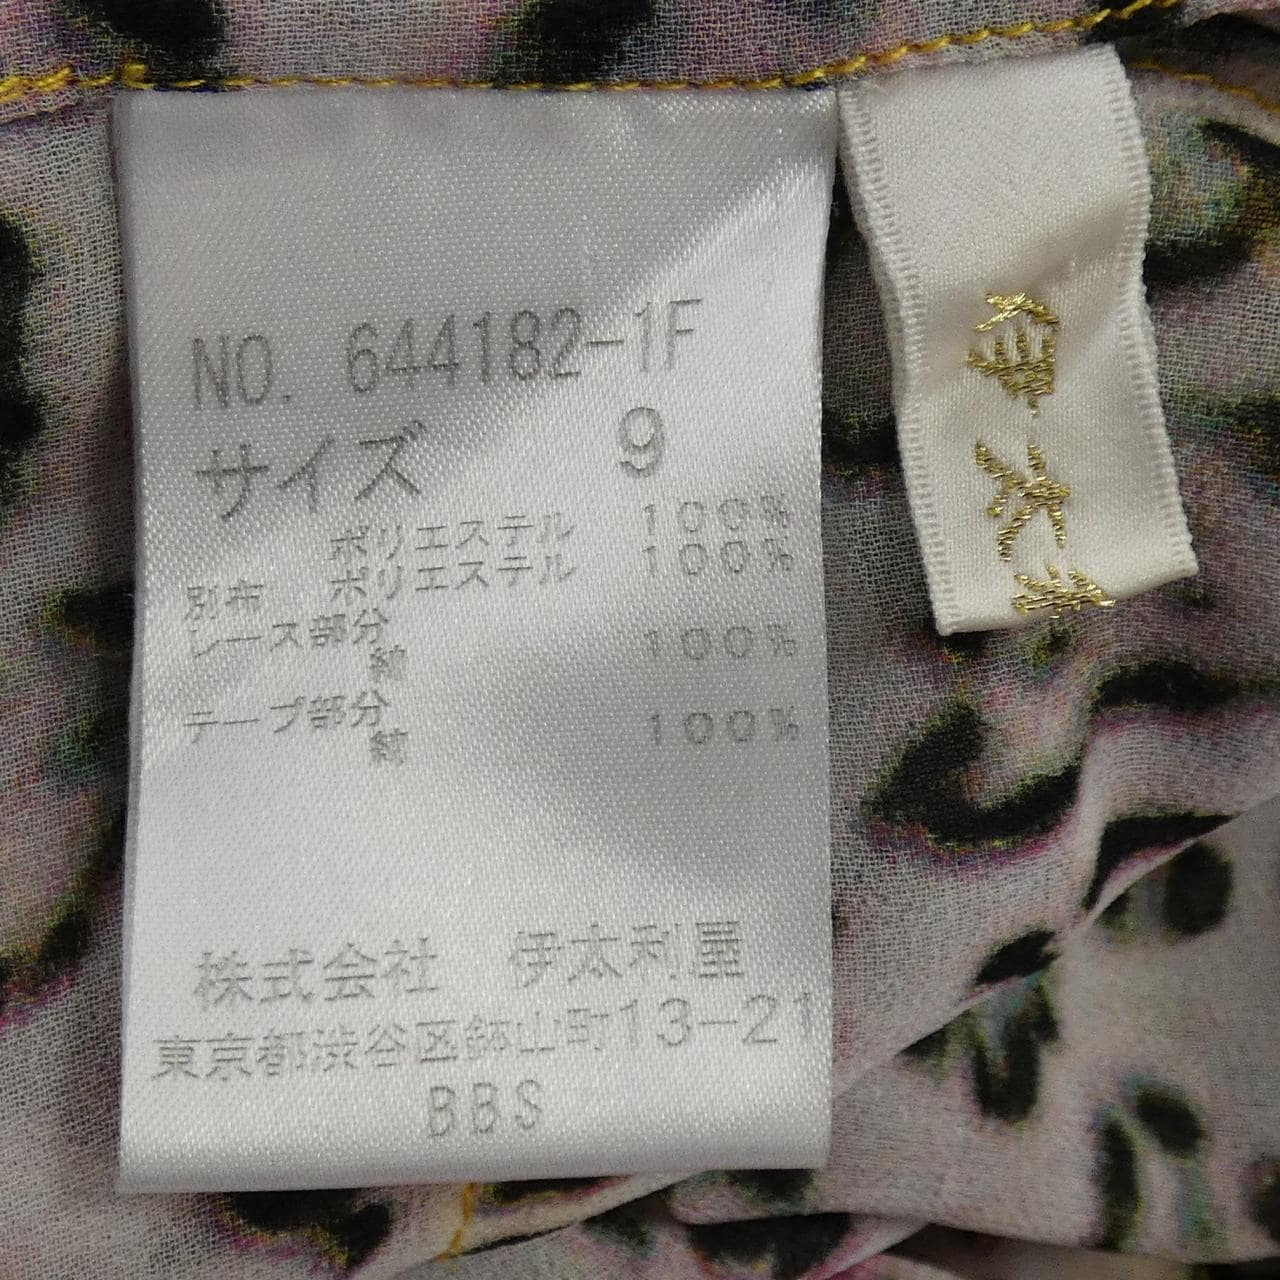 NO. 644182-1F
サイズ 9
ポリエステル 100%
別布 ポリエステル 100%
レース部分
綿 100%
テープ部分
綿 100%
株式会社 伊太利屋
東京都渋谷区鉢山町13-21
BBS
伊太